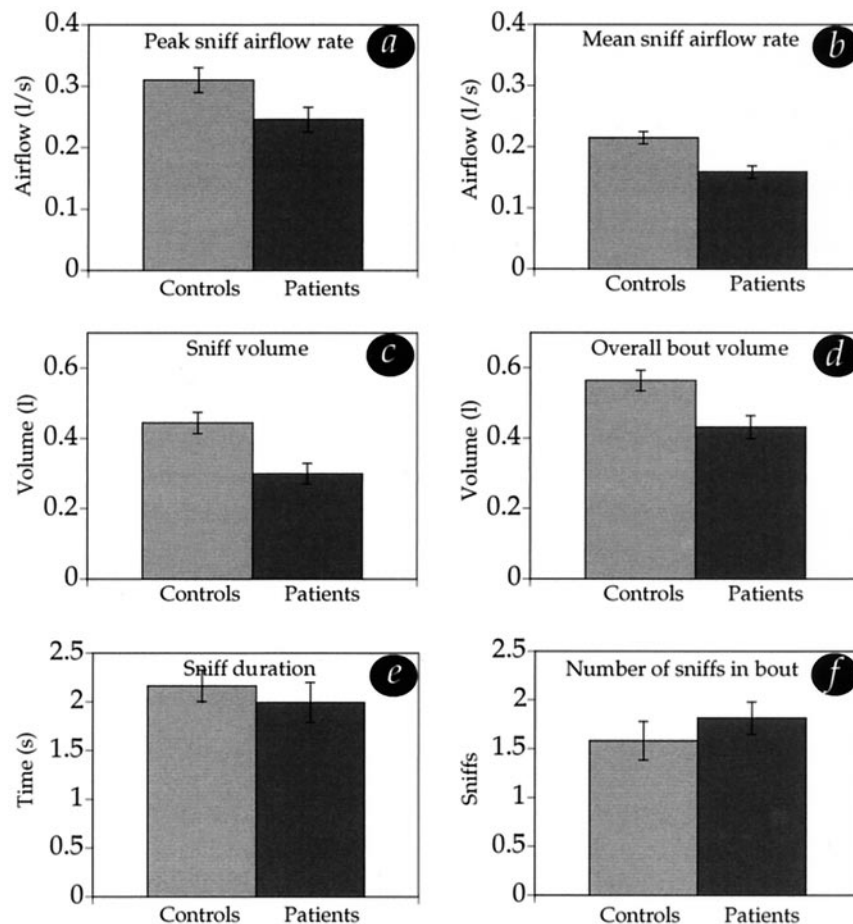 Peak sniff airflow rate
a
Airflow (l/s)
0.4
0.3
0.2
0.1
0
Controls Patients
Mean sniff airflow rate
b
Airflow (l/s)
0.4
0.3
0.2
0.1
0
Controls Patients
Sniff volume
c
Volume (l)
0.6
0.4
0.2
0
Controls Patients
Overall bout volume
d
Volume (l)
0.6
0.4
0.2
0
Controls Patients
Sniff duration
e
Time (s)
2.5
2
1.5
1
0.5
0
Controls Patients
Number of sniffs in bout
f
Sniffs
2.5
2
1.5
1
0.5
0
Controls Patients